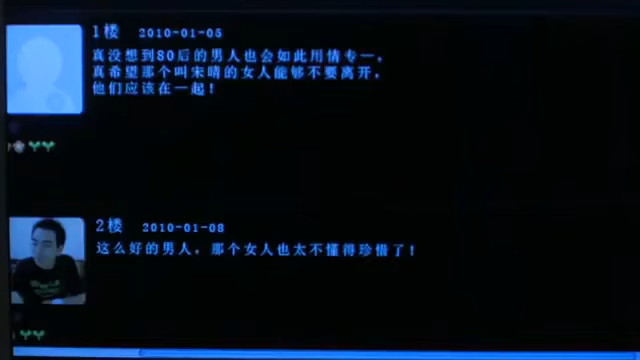 1楼 2010-01-05
真没想到80后的男人也会如此用情专一。
真希望那个叫宋晴的女人能够不要离开，
他们应该在一起！
2楼 2010-01-08
这么好的男人，那个女人也太不懂得珍惜了！